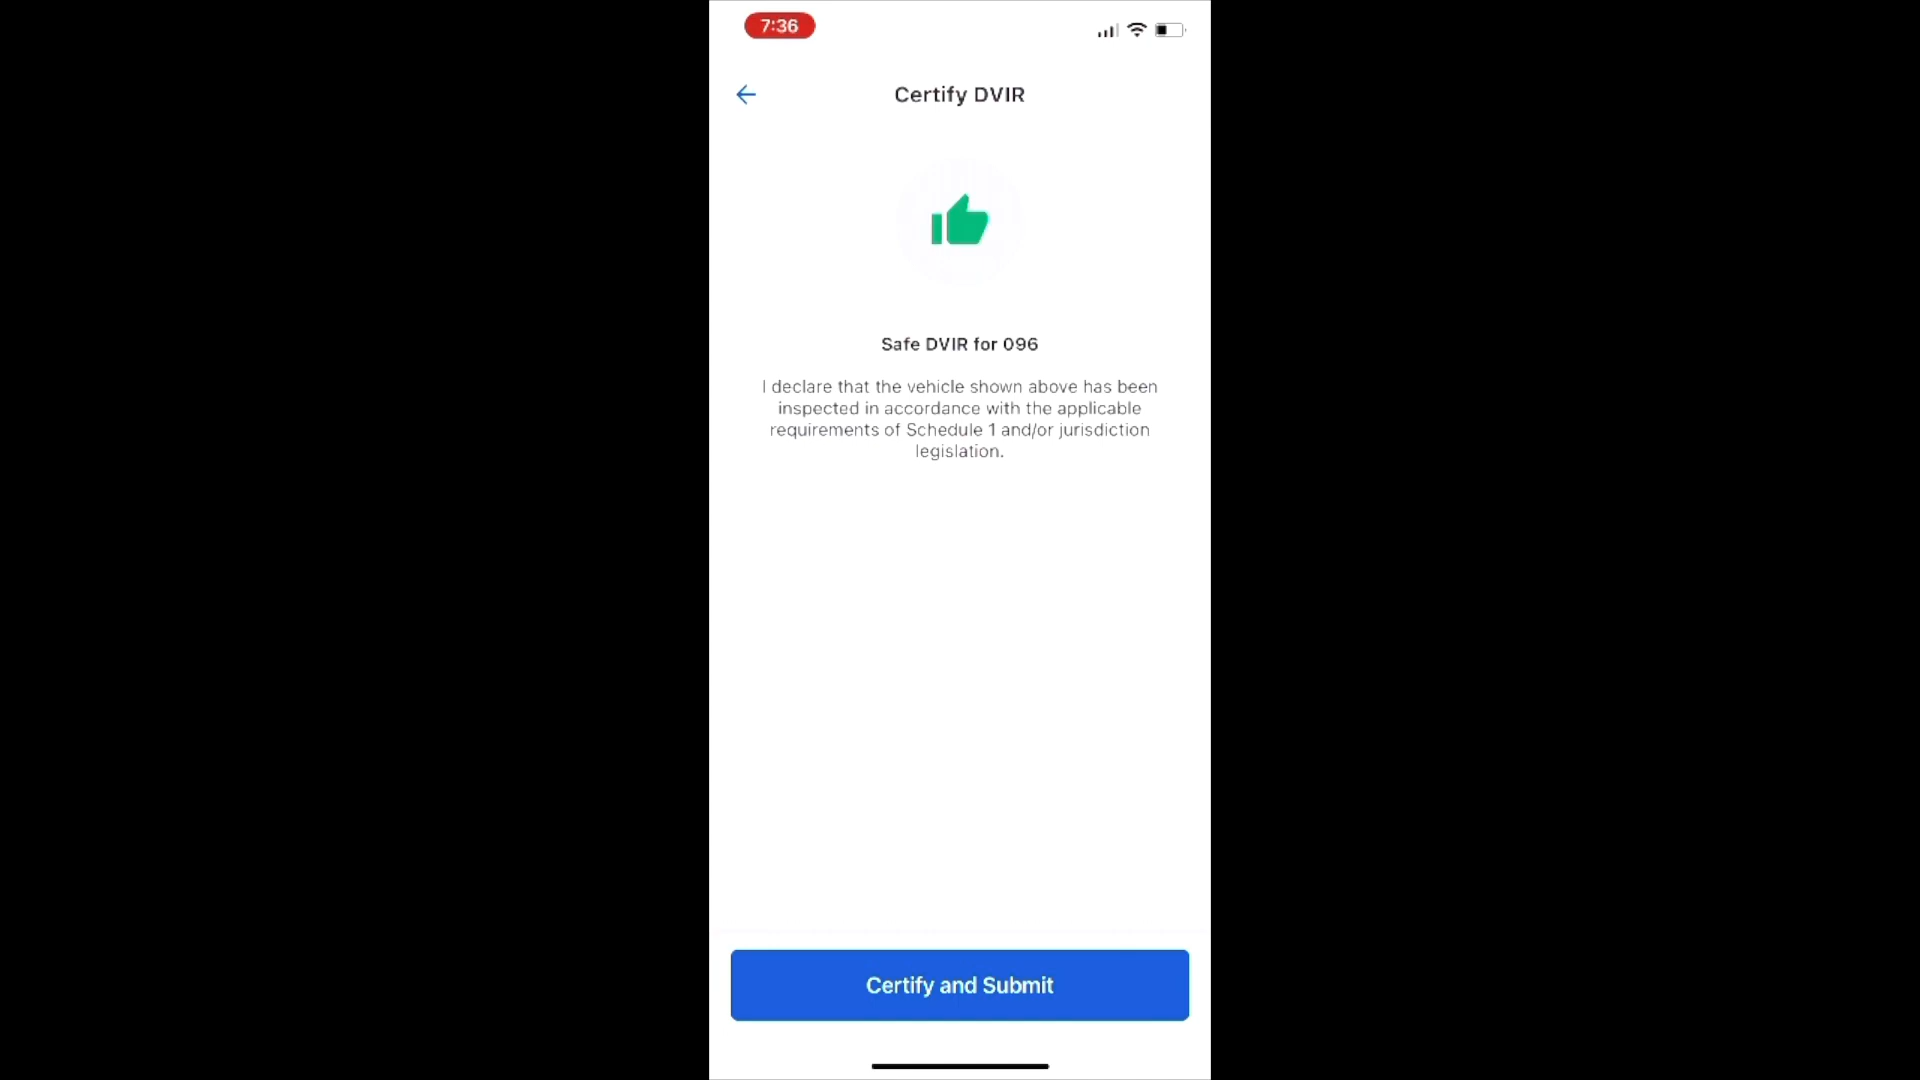 7:36
Certify DVIR
Safe DVIR for 096
I declare that the vehicle shown above has been
inspected in accordance with the applicable
requirements of Schedule 1 and/or jurisdiction
legislation.
Certify and Submit